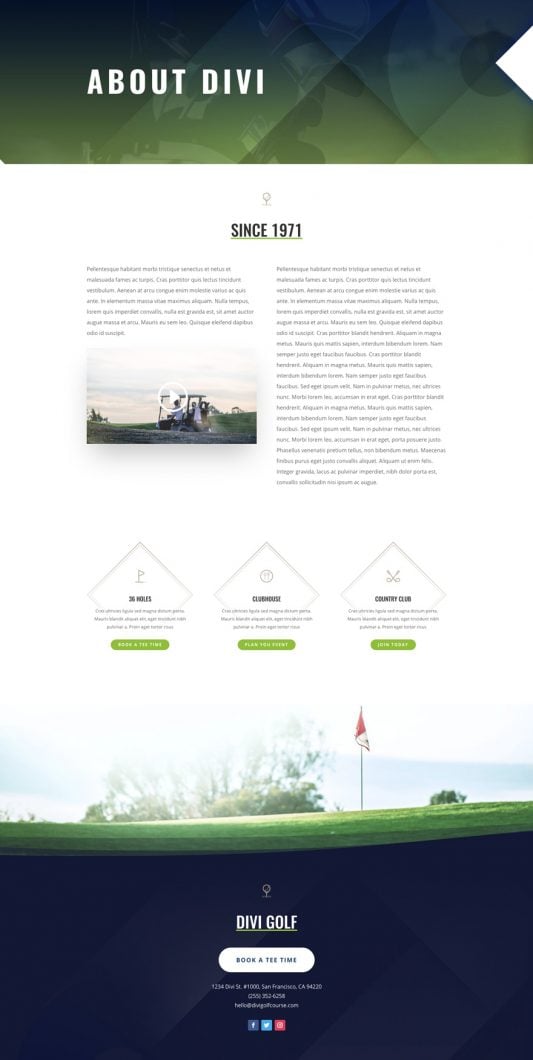 ABOUT DIVI
SINCE 1971
Pellentesque habitant morbi tristique senectus et netus et
malesuada fames ac turpis. Cras porttitor quis lectus tincidunt
vestibulum. Aenean at arcu congue enim molestie varius ac quis
ante. In elementum massa vitae maximus aliquam. Nulla tempus,
lorem quis imperdiet convallis, nulla est gravida est, sit amet auctor
augue massa et arcu. Mauris eu sem leo. Quisque eleifend dapibus
odio id suscipit.
Pellentesque habitant morbi tristique senectus et netus et
malesuada fames ac turpis. Cras porttitor quis lectus tincidunt
vestibulum. Aenean at arcu congue enim molestie varius ac quis
ante. In elementum massa vitae maximus aliquam. Nulla tempus,
lorem quis imperdiet convallis, nulla est gravida est, sit amet auctor
augue massa et arcu. Mauris eu sem leo. Quisque eleifend dapibus
odio id suscipit. Cras porttitor blandit hendrerit. Aliquam in magna
metus. Mauris quis mattis sapien, interdum bibendum lorem. Nam
semper justo eget faucibus faucibus. Cras porttitor blandit
hendrerit. Aliquam in magna metus. Mauris quis mattis sapien,
interdum bibendum lorem. Nam semper justo eget faucibus
faucibus. Sed eget ipsum velit. Nam in pulvinar metus, nec ultrices
nunc. Morbi lorem leo, accumsan in erat eget. Cras porttitor blandit
hendrerit. Aliquam in magna metus. Mauris quis mattis sapien,
interdum bibendum lorem. Nam semper justo eget faucibus
faucibus. Sed eget ipsum velit. Nam in pulvinar metus, nec ultrices
nunc. Morbi lorem leo, accumsan in erat eget, porta posuere justo.
Phasellus venenatis pretium tellus, non bibendum metus. Maecenas
finibus purus eget justo convallis aliquet. Aliquam ut enim felis.
Integer gravida, lacus ac pulvinar imperdiet, nibh dolor porta est,
convallis sollicitudin nisi ipsum ac augue.
36 HOLES
Cras ultricies ligula sed magna dictum porta.
Mauris blandit aliquet elit, eget tincidunt nibh
pulvinar a. Proin eget tortor risus
BOOK A TEE TIME
CLUBHOUSE
Cras ultricies ligula sed magna dictum porta.
Mauris blandit aliquet elit, eget tincidunt nibh
pulvinar a. Proin eget tortor risus
PLAN YOU EVENT
COUNTRY CLUB
Cras ultricies ligula sed magna dictum porta.
Mauris blandit aliquet elit, eget tincidunt nibh
pulvinar a. Proin eget tortor risus
JOIN TODAY
DIVI GOLF
BOOK A TEE TIME
1234 Divi St. #1000, San Francisco, CA 94220
(255) 352-6258
hello@divigolfcourse.com